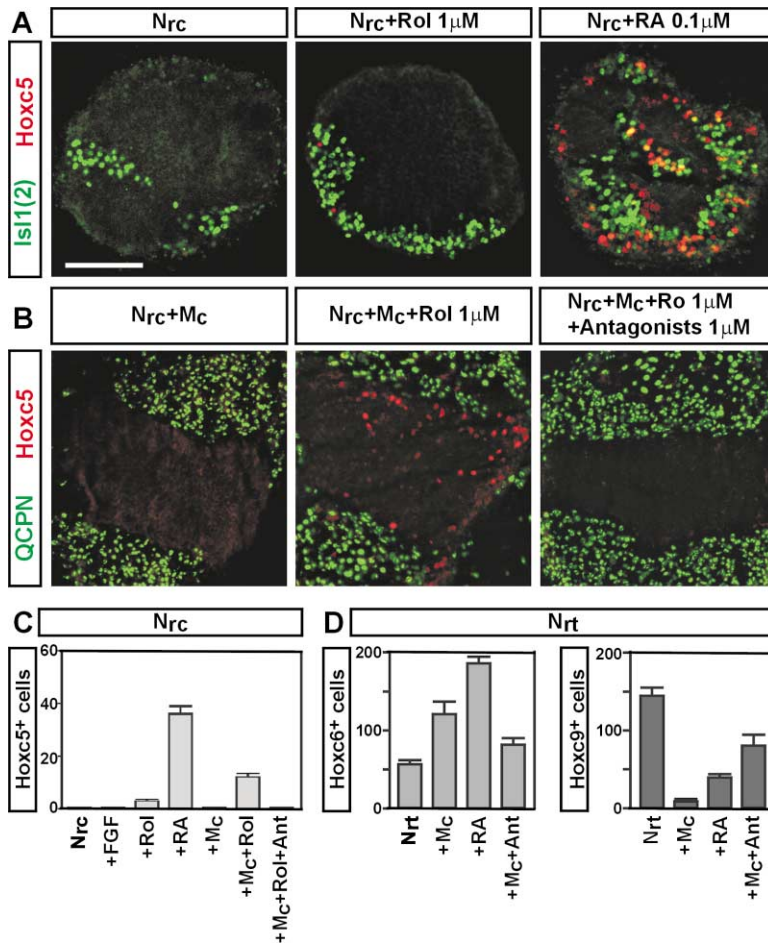 A
Nrc
Nrc+Rol 1µM
Nrc+RA 0.1µM
Isl1(2) Hoxc5
B
Nrc+Mc
Nrc+Mc+Rol 1µM
Nrc+Mc+Ro 1µM
+Antagonists 1µM
QCPN Hoxc5
C
Nrc
Hoxc5+ cells
60
40
20
0
Nrc
+FGF
+Rol
+RA
+Mc
+Mc+Rol
+Mc+Rol+Ant
D
Nrt
Hoxc6+ cells
200
100
0
Nrt
+Mc
+RA
+Mc+Ant
Hoxc9+ cells
200
100
0
Nrt
+Mc
+RA
+Mc+Ant